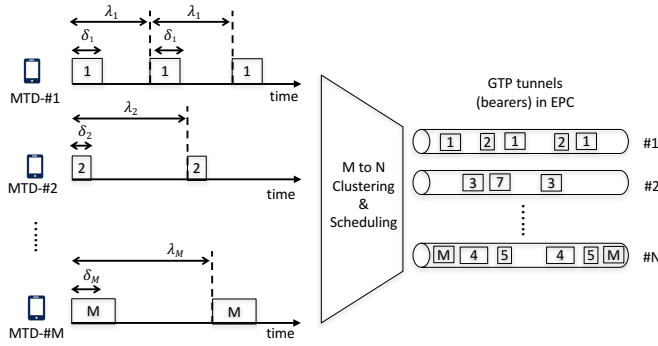 λ₁ λ₁
δ₁ δ₁
1 1 1
MTD-#1
time
λ₂
δ₂
2 2
MTD-#2
time
λ_M
δ_M
M M
MTD-#M
time
M to N
Clustering
&
Scheduling
GTP tunnels
(bearers) in EPC
1 2 1 2 1 #1
3 7 3 #2
M 4 5 4 5 M #N